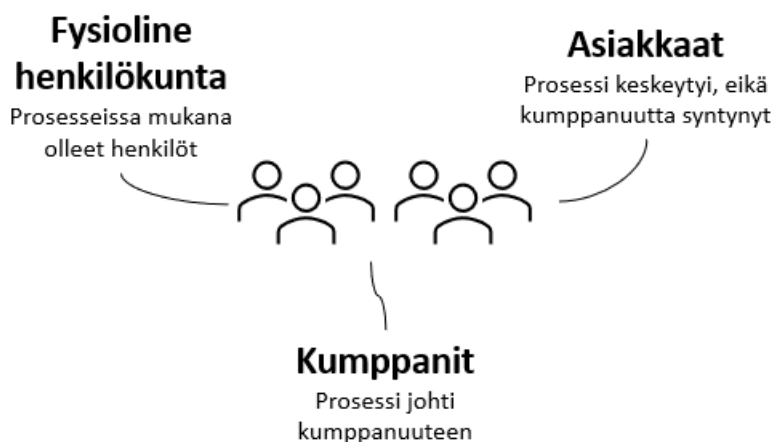 Fysioline
henkilökunta
Prosesseissa mukana
olleet henkilöt
Asiakkaat
Prosessi keskeytyi, eikä
kumppanuutta syntynyt
Kumppanit
Prosessi johti
kumppanuuteen